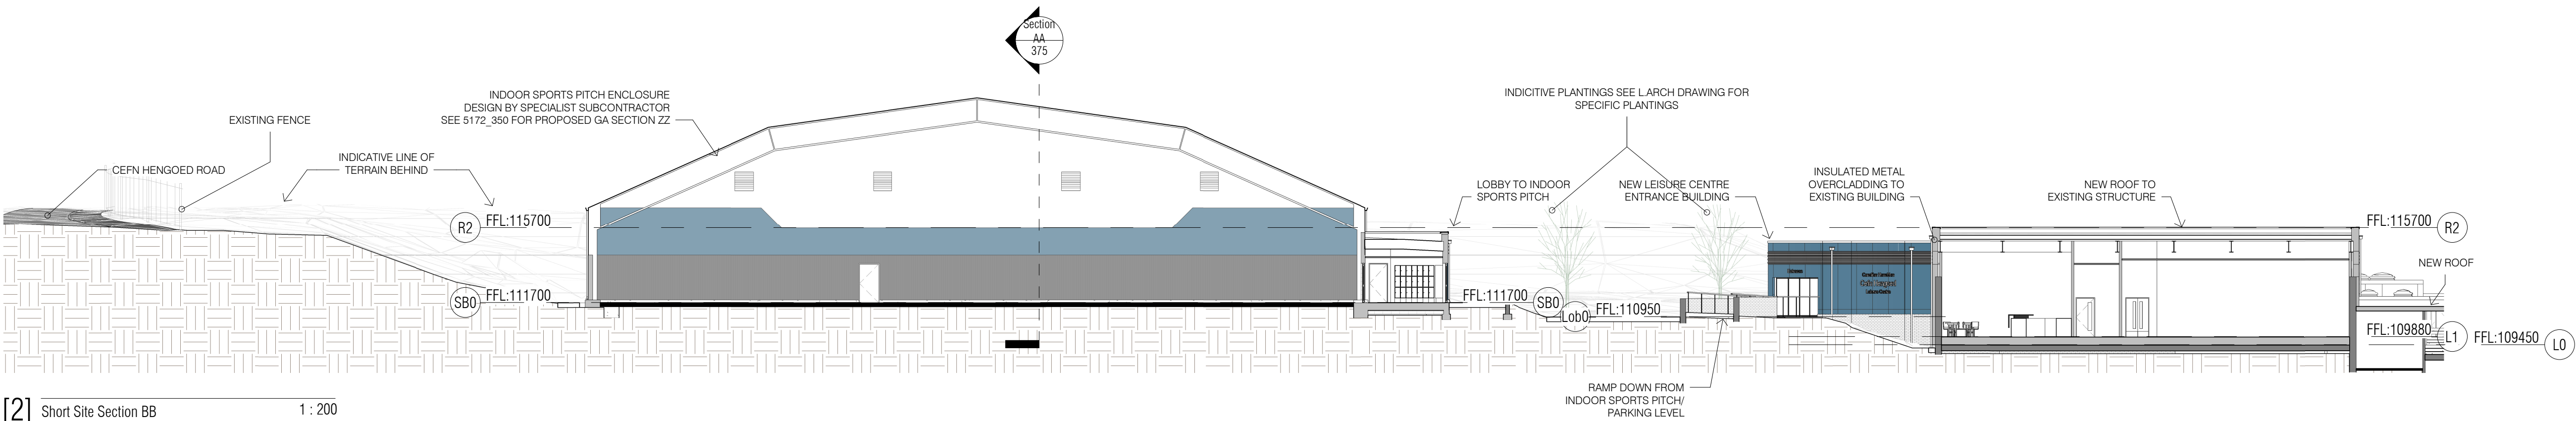 Section
AA
375
INDOOR SPORTS PITCH ENCLOSURE
DESIGN BY SPECIALIST SUBCONTRACTOR
SEE 5172_350 FOR PROPOSED GA SECTION ZZ
INDICITIVE PLANTINGS SEE L.ARCH DRAWING FOR
SPECIFIC PLANTINGS
EXISTING FENCE
CEFN HENGOED ROAD
INDICATIVE LINE OF
TERRAIN BEHIND
LOBBY TO INDOOR
SPORTS PITCH
NEW LEISURE CENTRE
ENTRANCE BUILDING
INSULATED METAL
OVERCLADDING TO
EXISTING BUILDING
NEW ROOF TO
EXISTING STRUCTURE
R2 FFL:115700
FFL:115700 R2
NEW ROOF
SB0 FFL:111700
FFL:111700 SB0
Lob0 FFL:110950
FFL:109880 L1
FFL:109450 L0
RAMP DOWN FROM
INDOOR SPORTS PITCH/
PARKING LEVEL
[2] Short Site Section BB 1 : 200